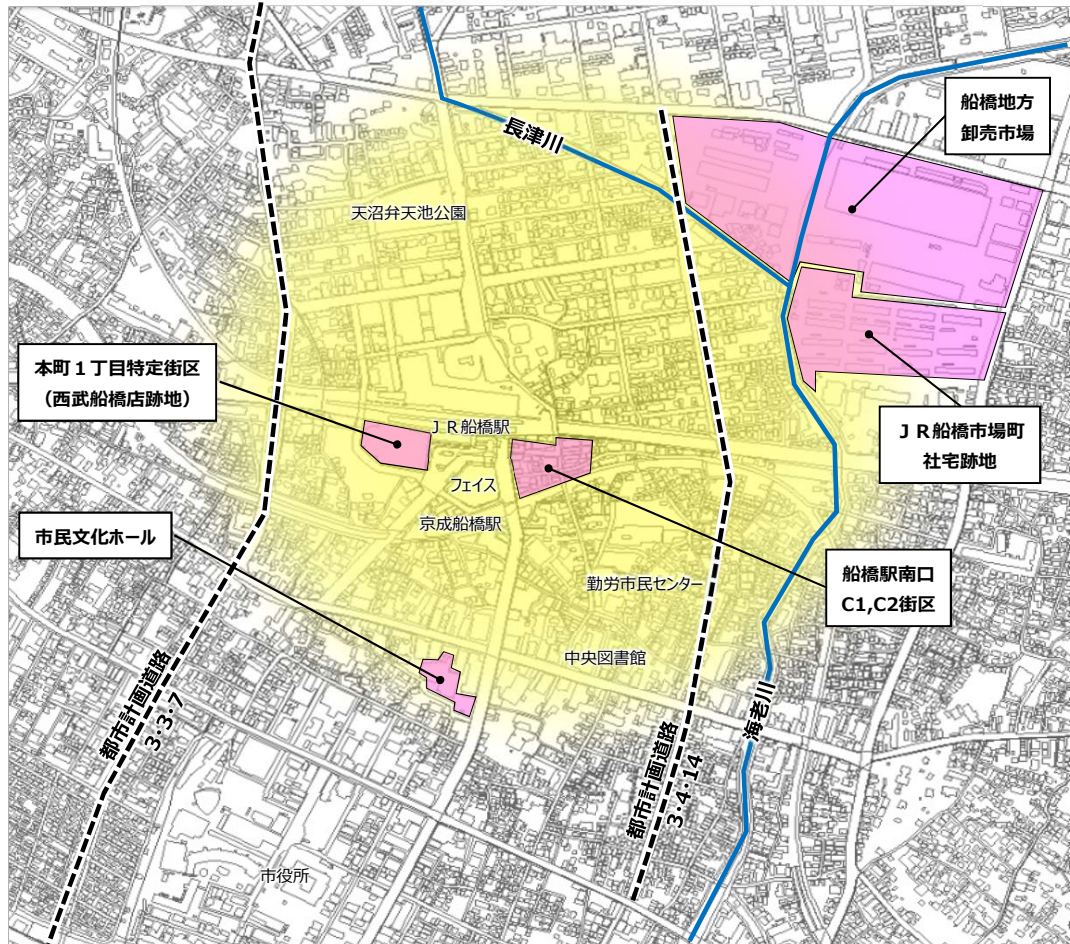 船橋地方
卸売市場
長津川
天沼弁天池公園
本町１丁目特定街区
（西武船橋店跡地）
ＪＲ船橋駅
ＪＲ船橋市場町
社宅跡地
フェイス
京成船橋駅
市民文化ホール
勤労市民センター
船橋駅南口
C1,C2街区
中央図書館
都市計画道路
3・3・7
都市計画道路
3・4・14
海老川
市役所